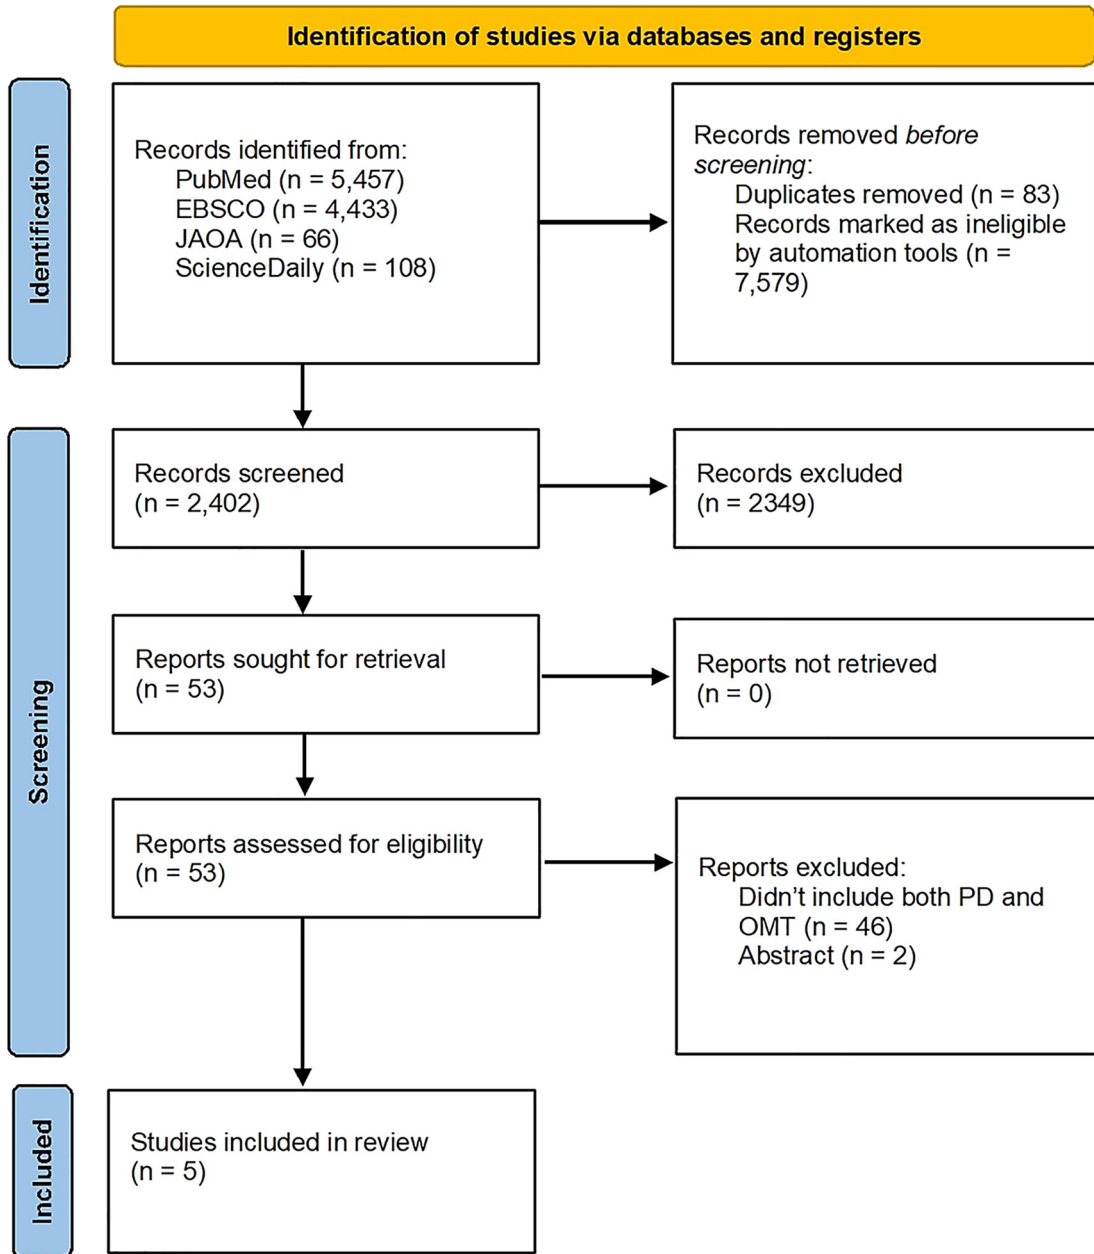 Identification of studies via databases and registers
Identification
Records identified from:
PubMed (n = 5,457)
EBSCO (n = 4,433)
JAOA (n = 66)
ScienceDaily (n = 108)
Records removed before
screening:
Duplicates removed (n = 83)
Records marked as ineligible
by automation tools (n =
7,579)
Screening
Records screened
(n = 2,402)
Records excluded
(n = 2349)
Reports sought for retrieval
(n = 53)
Reports not retrieved
(n = 0)
Reports assessed for eligibility
(n = 53)
Reports excluded:
Didn’t include both PD and
OMT (n = 46)
Abstract (n = 2)
Included
Studies included in review
(n = 5)